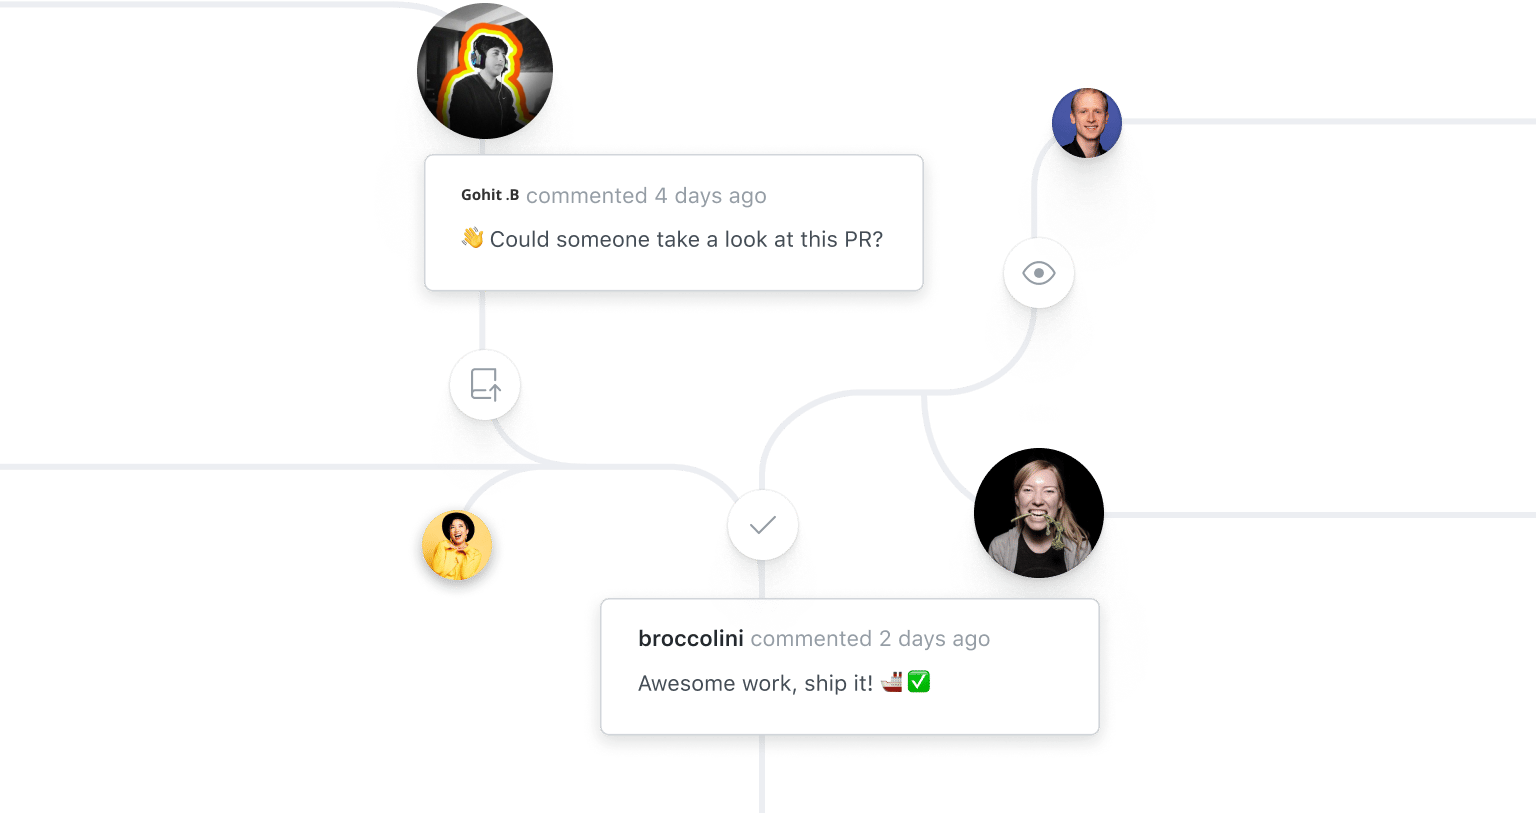 Gohit .B commented 4 days ago
👋 Could someone take a look at this PR?
broccolini commented 2 days ago
Awesome work, ship it! 🚢✅